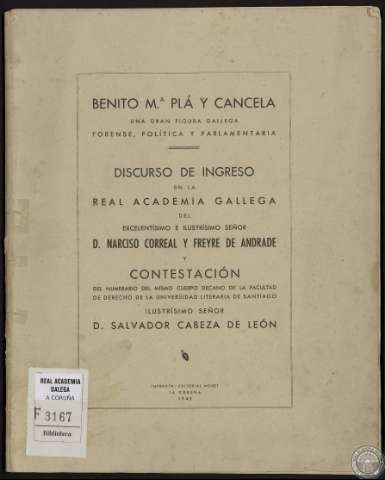 BENITO M.ª PLÁ Y CANCELA
UNA GRAN FIGURA GALLEGA
FORENSE, POLÍTICA Y PARLAMENTARIA
DISCURSO DE INGRESO
EN LA
REAL ACADEMIA GALLEGA
DEL
EXCELENTÍSIMO E ILUSTRÍSIMO SEÑOR
D. NARCISO CORREAL Y FREYRE DE ANDRADE
Y
CONTESTACIÓN
DEL NUMERARIO DEL MISMO CUERPO DECANO DE LA FACULTAD
DE DERECHO DE LA UNIVERSIDAD LITERARIA DE SANTIAGO
ILUSTRÍSIMO SEÑOR
D. SALVADOR CABEZA DE LEÓN
IMPRENTA-EDITORIAL MORET
LA CORUÑA
REAL ACADEMIA
GALEGA
A CORUÑA
F 3167
Biblioteca